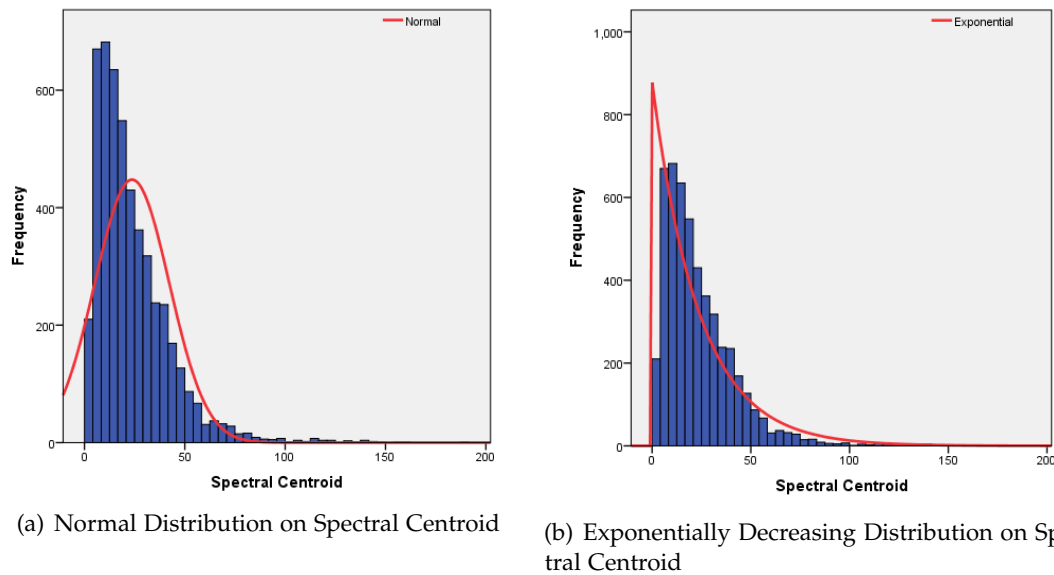 Normal
600
400
200
0
Frequency
0 50 100 150 200
Spectral Centroid
(a) Normal Distribution on Spectral Centroid
Exponential
1,000
800
600
400
200
0
Frequency
0 50 100 150 200
Spectral Centroid
(b) Exponentially Decreasing Distribution on Sp
tral Centroid